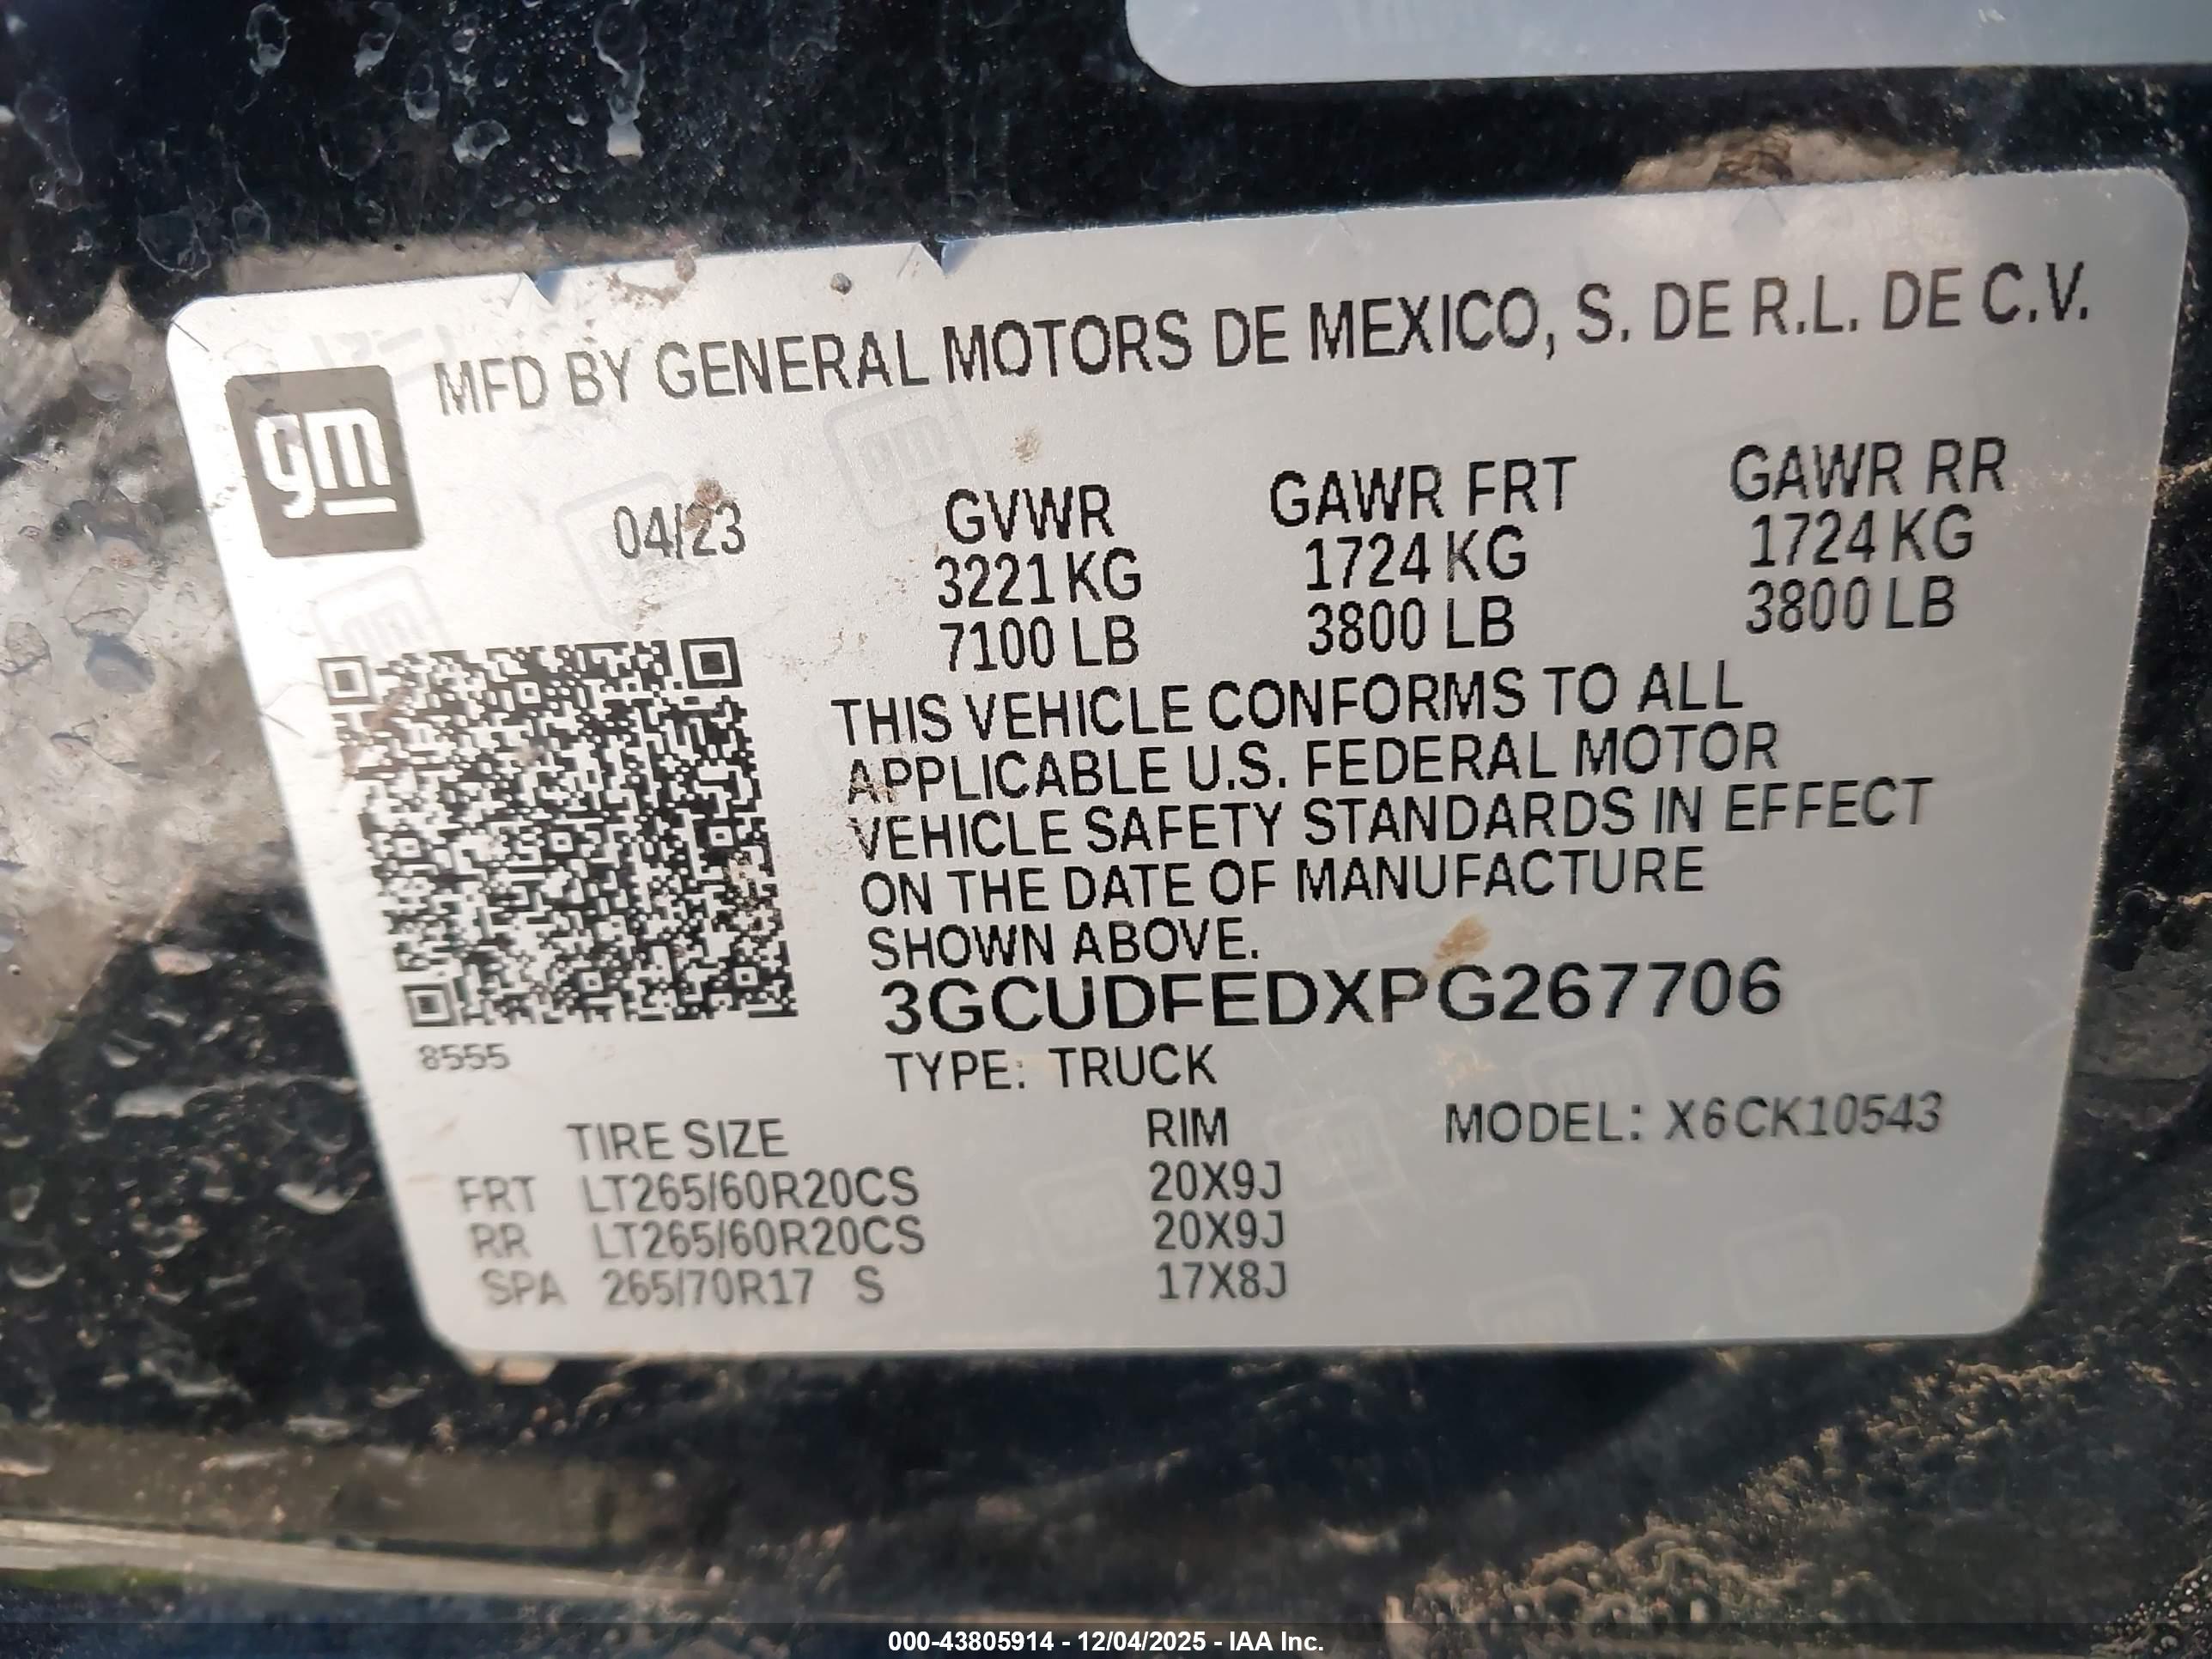 MFD BY GENERAL MOTORS DE MEXICO, S. DE R.L. DE C.V.
gm
04/23
GVWR GAWR FRT GAWR RR
3221 KG 1724 KG 1724 KG
7100 LB 3800 LB 3800 LB
THIS VEHICLE CONFORMS TO ALL
APPLICABLE U.S. FEDERAL MOTOR
VEHICLE SAFETY STANDARDS IN EFFECT
ON THE DATE OF MANUFACTURE
SHOWN ABOVE.
3GCUDFEDXPG267706
8555
TYPE: TRUCK
TIRE SIZE RIM MODEL: X6CK10543
FRT LT265/60R20CS 20X9J
RR LT265/60R20CS 20X9J
SPA 265/70R17 S 17X8J
000-43805914 - 12/04/2025 - IAA Inc.